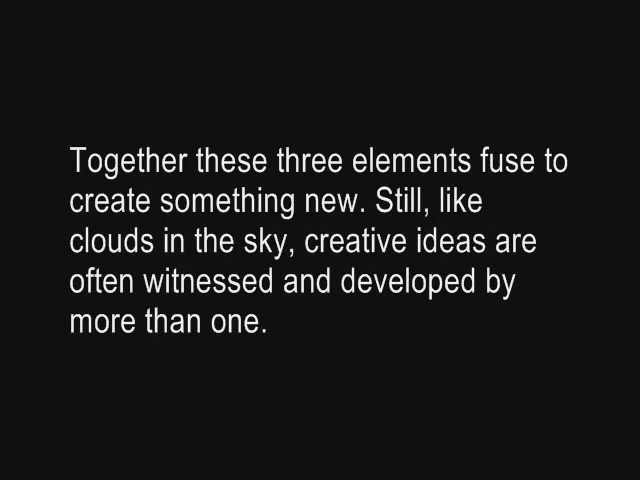 Together these three elements fuse to
create something new. Still, like
clouds in the sky, creative ideas are
often witnessed and developed by
more than one.